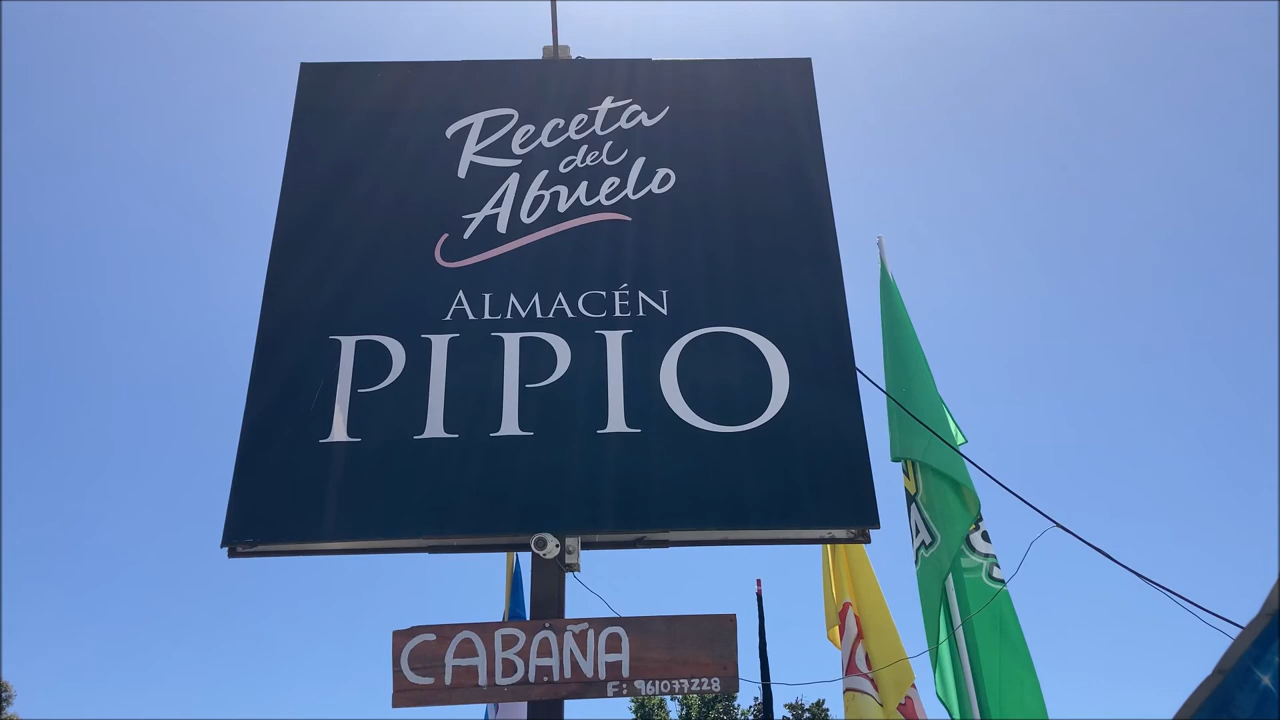 Receta
del
Abuelo
ALMACÉN
PIPIO
CABAÑA
F: 961077228